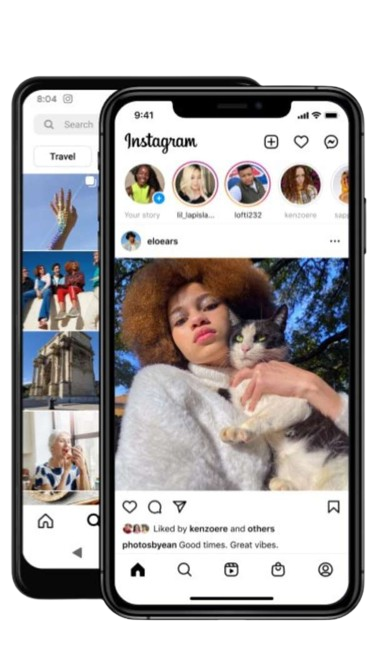 8:04
Search
Travel
9:41
Instagram
Your story
lil_lapisla...
lofti232
kenzoere
eloears
Liked by kenzoere and others
photosbyean Good times. Great vibes.